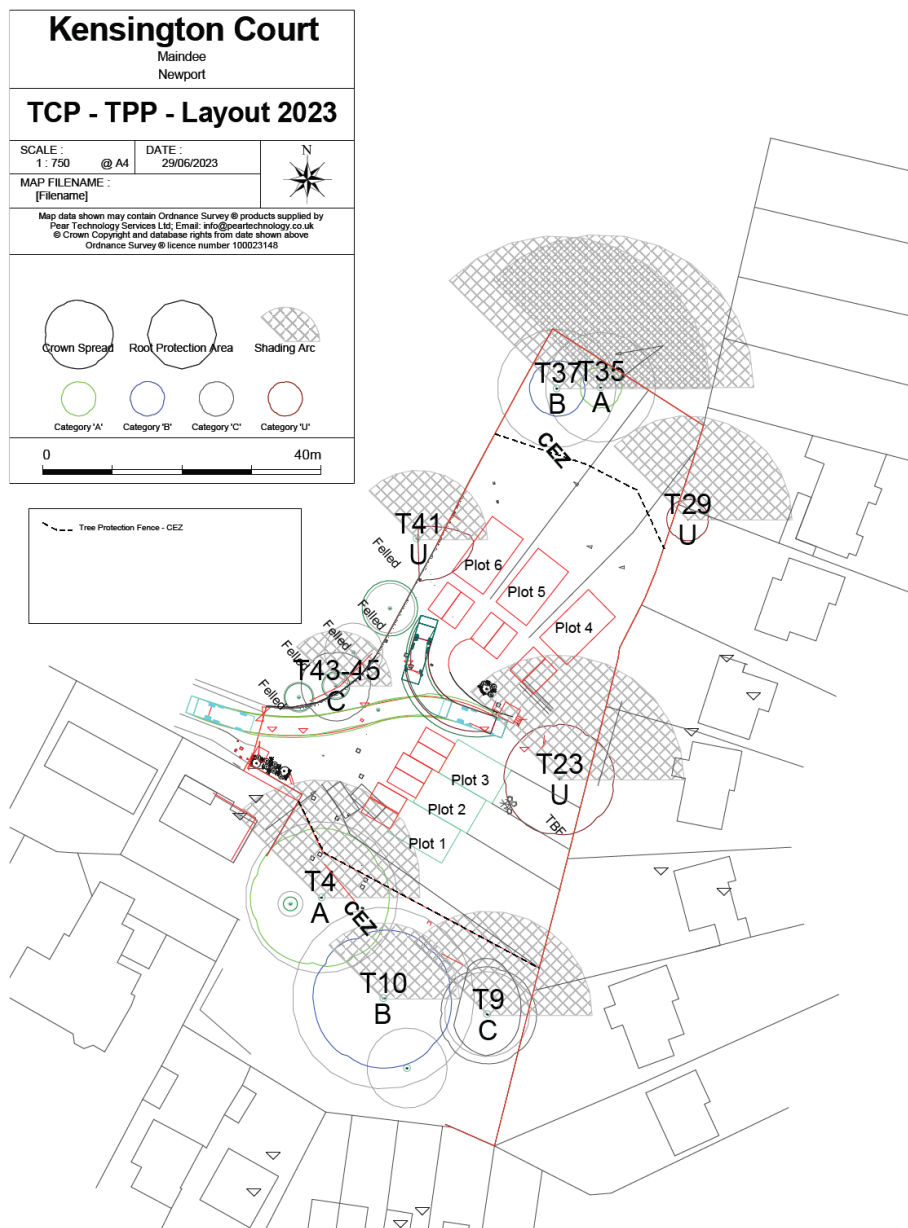 Kensington Court
Maindee
Newport
TCP - TPP - Layout 2023
SCALE :
1 : 750 @ A4
DATE :
29/06/2023
N
MAP FILENAME :
[Filename]
Map data shown may contain Ordnance Survey ® products supplied by
Pear Technology Services Ltd; Email: info@peartechnology.co.uk
© Crown Copyright and database rights from date shown above
Ordnance Survey ® licence number 100023148
Crown Spread
Root Protection Area
Shading Arc
Category 'A'
Category 'B'
Category 'C'
Category 'U'
0
40m
Tree Protection Fence - CEZ
T37
B
T35
A
CEZ
T29
U
T41
U
Felled
Plot 6
Plot 5
Plot 4
Felled
Felled
Felled
Felled
T43-45
C
T23
U
Plot 3
Plot 2
Plot 1
T4
A
CEZ
T10
B
T9
C